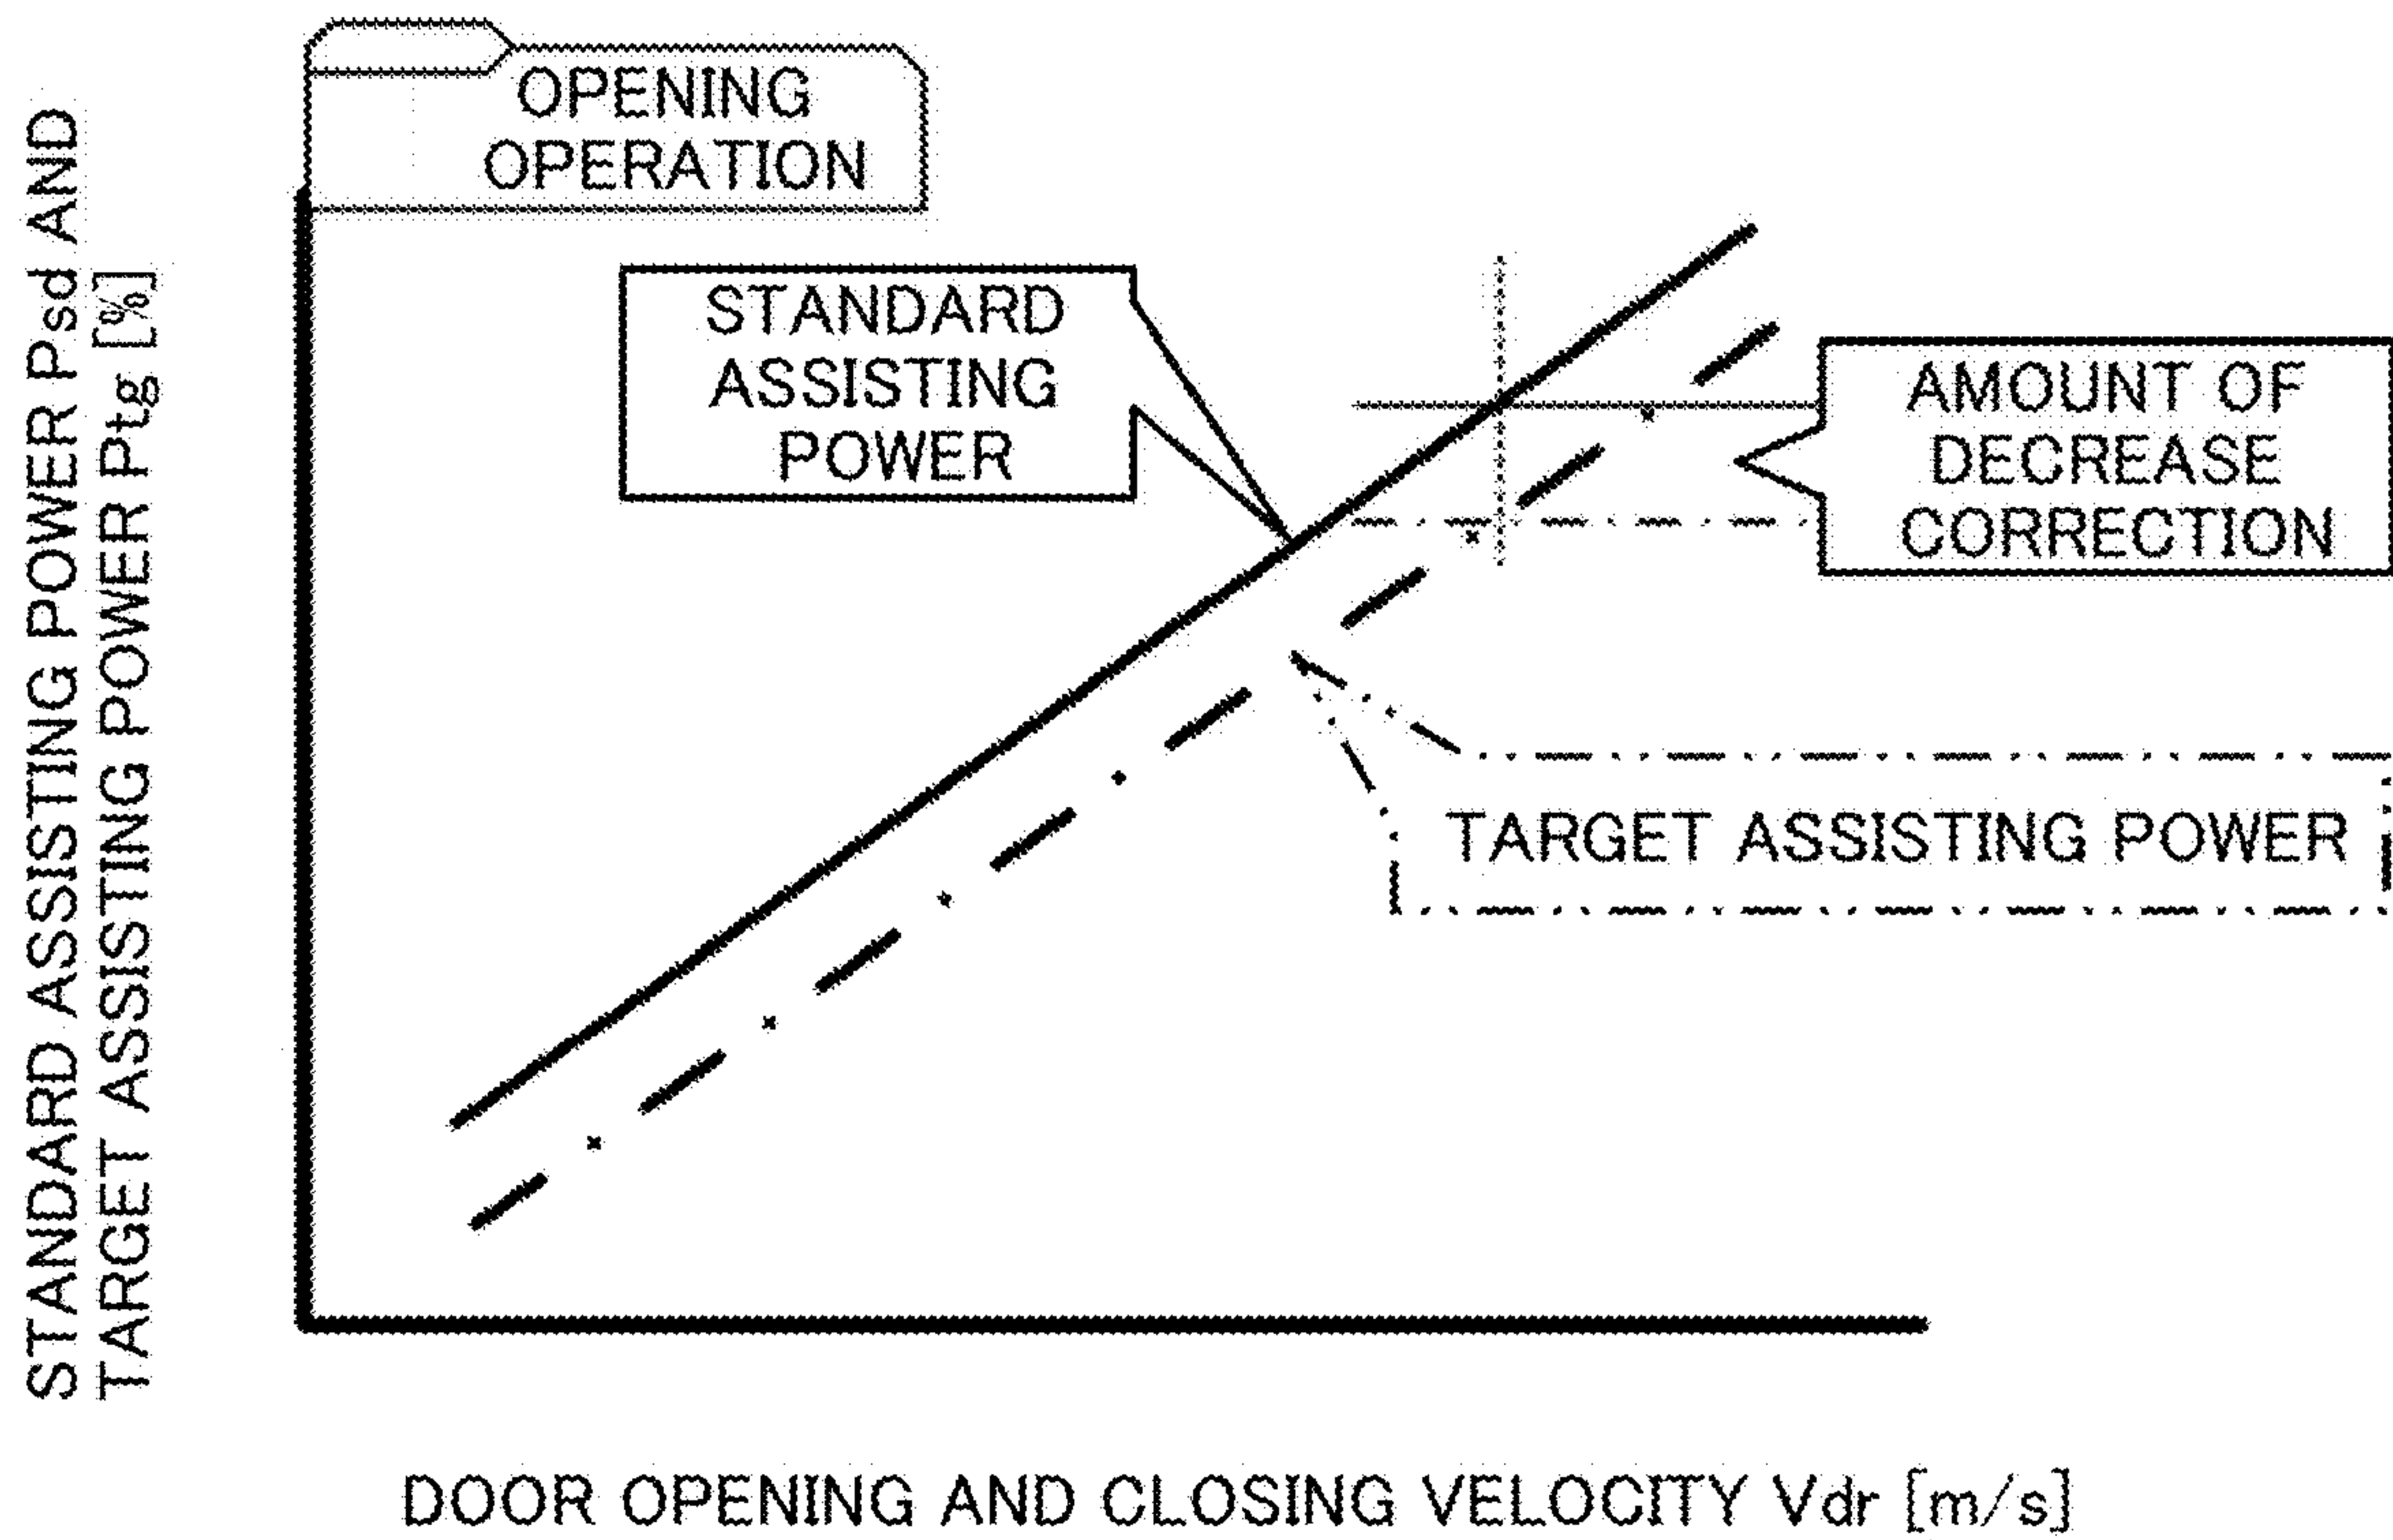 OPENING
OPERATION
STANDARD ASSISTING POWER Psd AND
TARGET ASSISTING POWER Ptg [%]
STANDARD
ASSISTING
POWER
AMOUNT OF
DECREASE
CORRECTION
TARGET ASSISTING POWER
DOOR OPENING AND CLOSING VELOCITY Vdr [m/s]